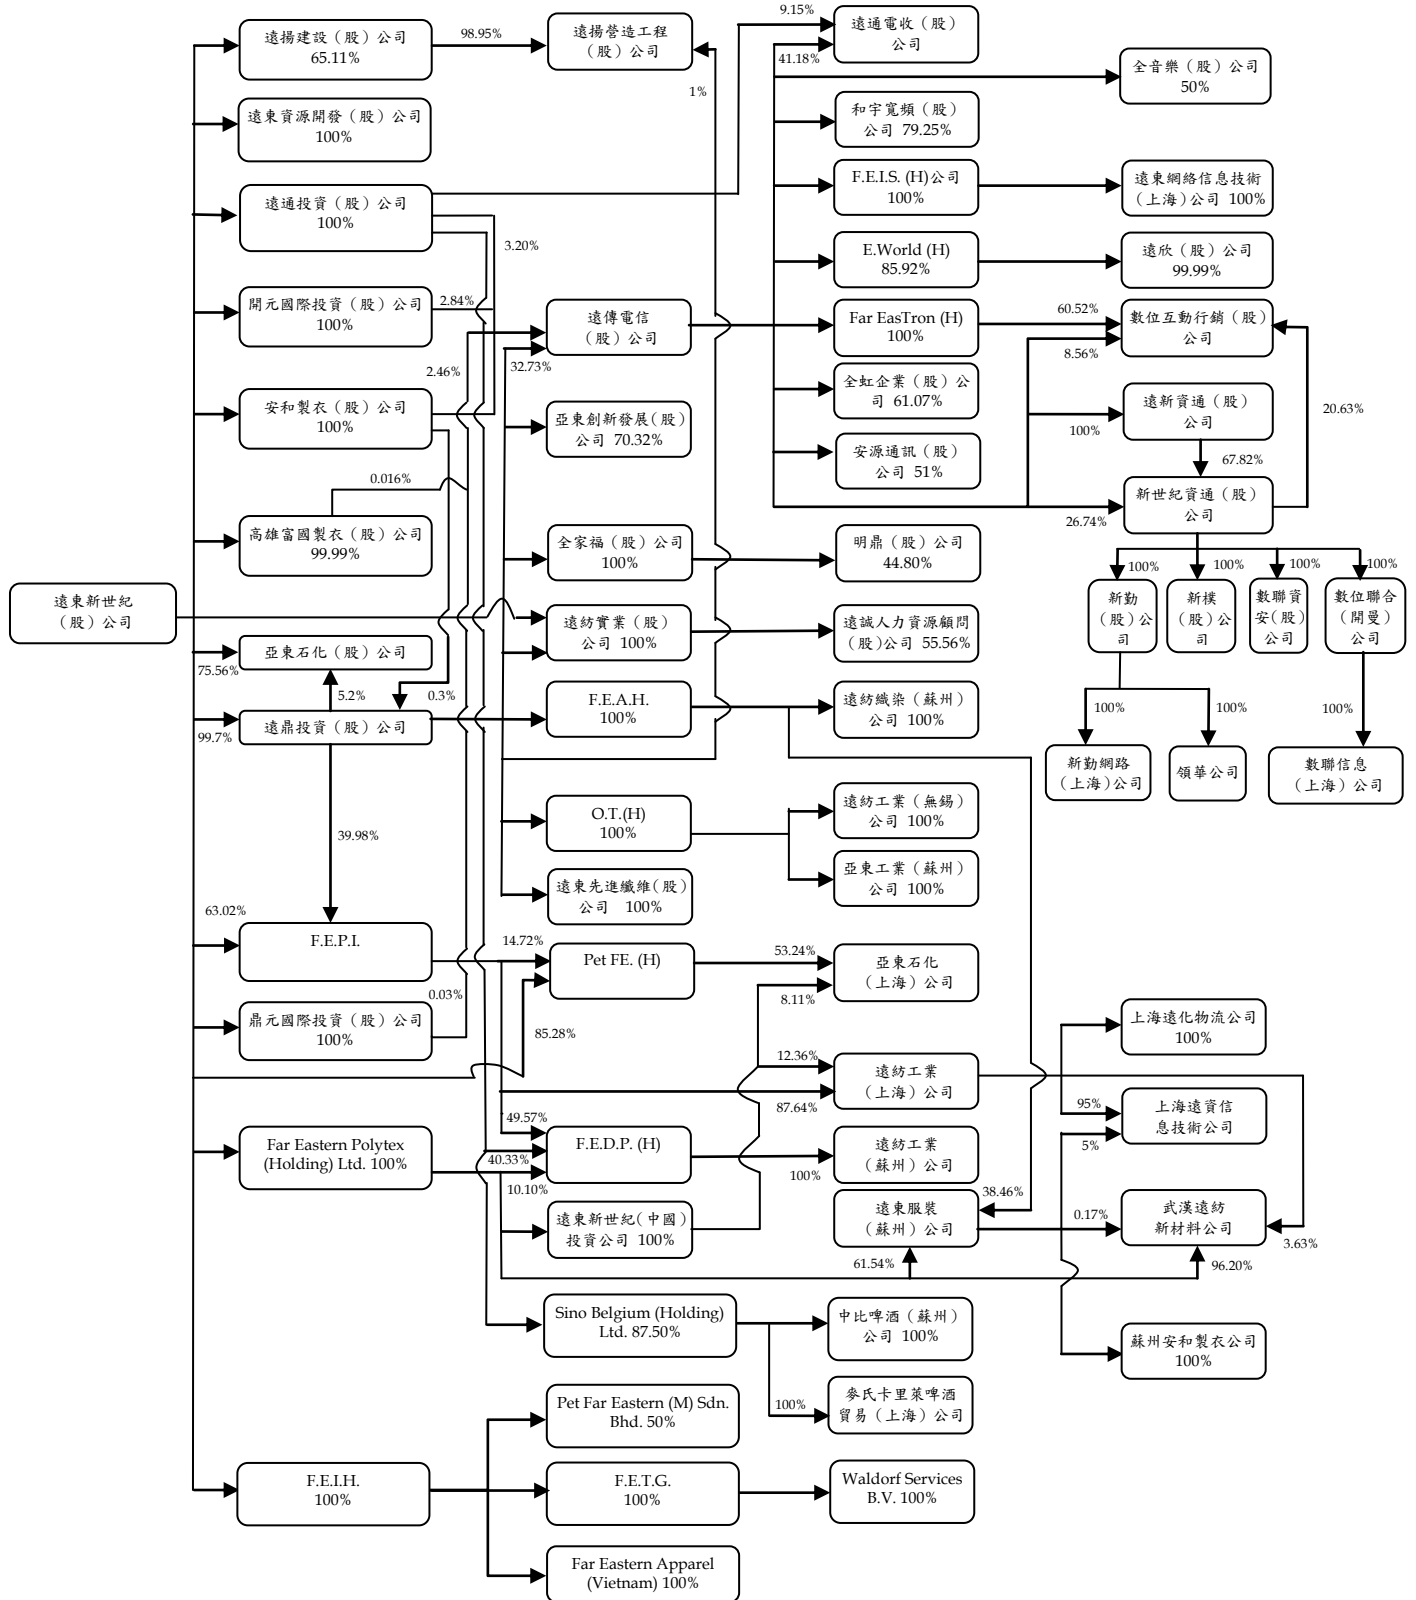 9.15%
遠揚建設（股）公司
65.11%
98.95%
遠揚營造工程
（股）公司
遠通電收（股）
公司
41.18%
全音樂（股）公司
50%
1%
遠東資源開發（股）公司
100%
和宇寬頻（股）
公司 79.25%
遠通投資（股）公司
100%
F.E.I.S. (H)公司
100%
遠東網絡信息技術
（上海）公司 100%
3.20%
E.World (H)
85.92%
遠欣（股）公司
99.99%
開元國際投資（股）公司
100%
2.84%
遠傳電信
（股）公司
32.73%
Far EasTron (H)
100%
60.52%
數位互動行銷（股）
公司
8.56%
2.46%
全虹企業（股）公
司 61.07%
安和製衣（股）公司
100%
亞東創新發展(股)
公司 70.32%
遠新資通（股）
公司
100%
20.63%
安源通訊（股）
公司 51%
67.82%
0.016%
新世紀資通（股）
公司
26.74%
高雄富國製衣（股）公司
99.99%
全家福（股）公司
100%
明鼎（股）公司
44.80%
100%
100%
100%
100%
遠東新世紀
（股）公司
新勤
（股）公
司
新樸
（股）公
司
數聯資
安（股）
公司
數位聯合
（開曼）
公司
遠紡實業（股）
公司 100%
遠誠人力資源顧問
（股）公司 55.56%
亞東石化（股）公司
75.56%
5.2%
0.3%
F.E.A.H.
100%
遠紡織染（蘇州）
公司 100%
遠鼎投資（股）公司
99.7%
100%
100%
100%
新勤網路
（上海）公司
領華公司
數聯信息
（上海）公司
39.98%
O.T.(H)
100%
遠紡工業（無錫）
公司 100%
亞東工業（蘇州）
公司 100%
遠東先進纖維(股)
公司 100%
63.02%
F.E.P.I.
14.72%
Pet FE. (H)
53.24%
亞東石化
（上海）公司
8.11%
0.03%
鼎元國際投資（股）公司
100%
85.28%
上海遠化物流公司
100%
12.36%
遠紡工業
（上海）公司
87.64%
95%
上海遠資信
息技術公司
5%
49.57%
Far Eastern Polytex
(Holding) Ltd. 100%
F.E.D.P. (H)
40.33%
10.10%
遠紡工業
（蘇州）公司
100%
38.46%
遠東新世紀(中國)
投資公司 100%
遠東服裝
（蘇州）公司
0.17%
武漢遠紡
新材料公司
3.63%
61.54%
96.20%
Sino Belgium (Holding)
Ltd. 87.50%
中比啤酒（蘇州）
公司 100%
蘇州安和製衣公司
100%
100%
麥氏卡里萊啤酒
貿易（上海）公司
Pet Far Eastern (M) Sdn.
Bhd. 50%
F.E.I.H.
100%
F.E.T.G.
100%
Waldorf Services
B.V. 100%
Far Eastern Apparel
(Vietnam) 100%